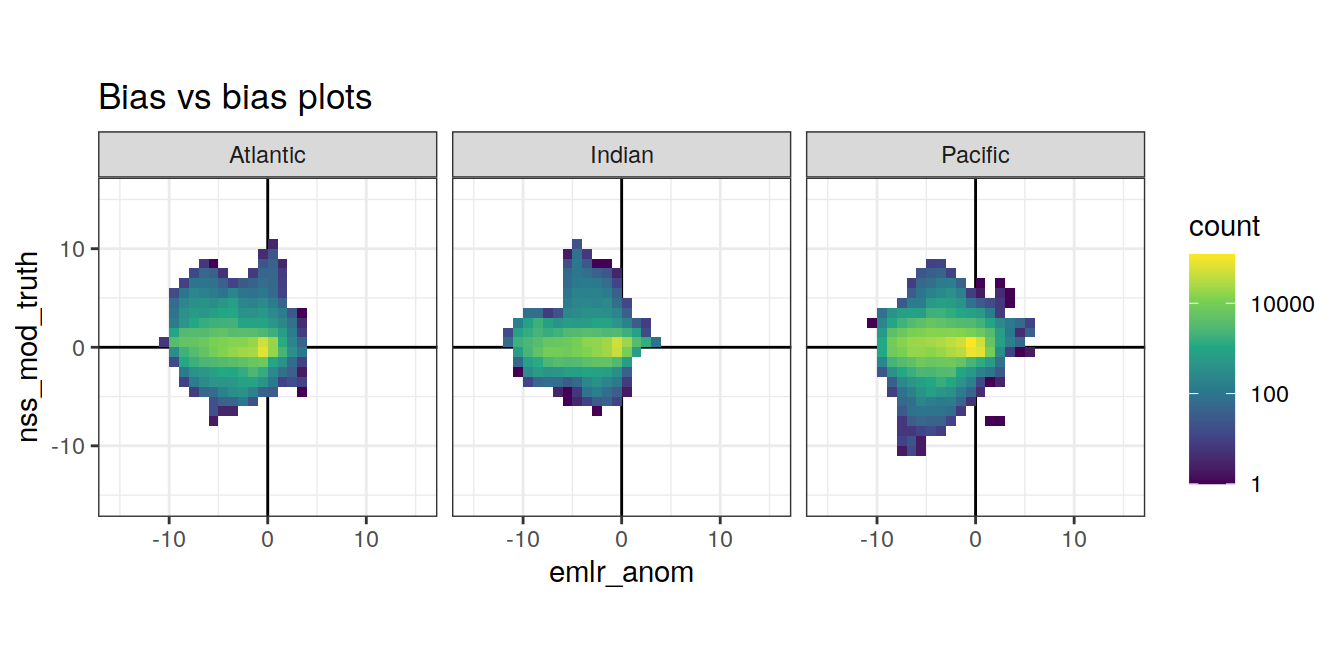 Bias vs bias plots
Atlantic Indian Pacific
nss_mod_truth
10
0
-10
-10 0 10 -10 0 10 -10 0 10
emlr_anom
count
10000
100
1